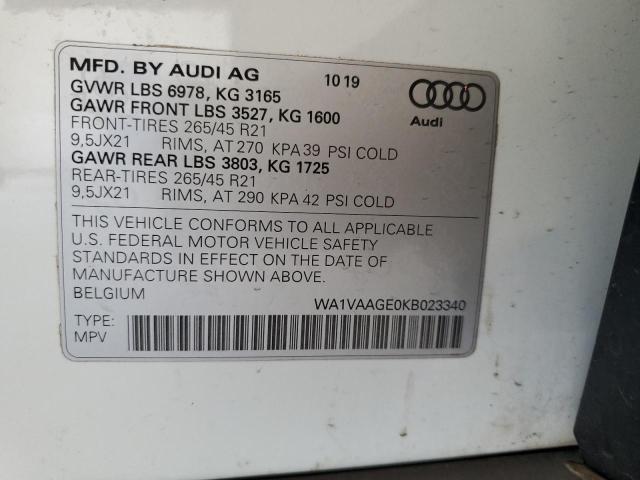 MFD. BY AUDI AG 10 19
GVWR LBS 6978, KG 3165
GAWR FRONT LBS 3527, KG 1600
FRONT-TIRES 265/45 R21
9,5JX21 RIMS, AT 270 KPA 39 PSI COLD
GAWR REAR LBS 3803, KG 1725
REAR-TIRES 265/45 R21
9,5JX21 RIMS, AT 290 KPA 42 PSI COLD
Audi
THIS VEHICLE CONFORMS TO ALL APPLICABLE
U.S. FEDERAL MOTOR VEHICLE SAFETY
STANDARDS IN EFFECT ON THE DATE OF
MANUFACTURE SHOWN ABOVE.
BELGIUM WA1VAAGE0KB023340
TYPE:
MPV